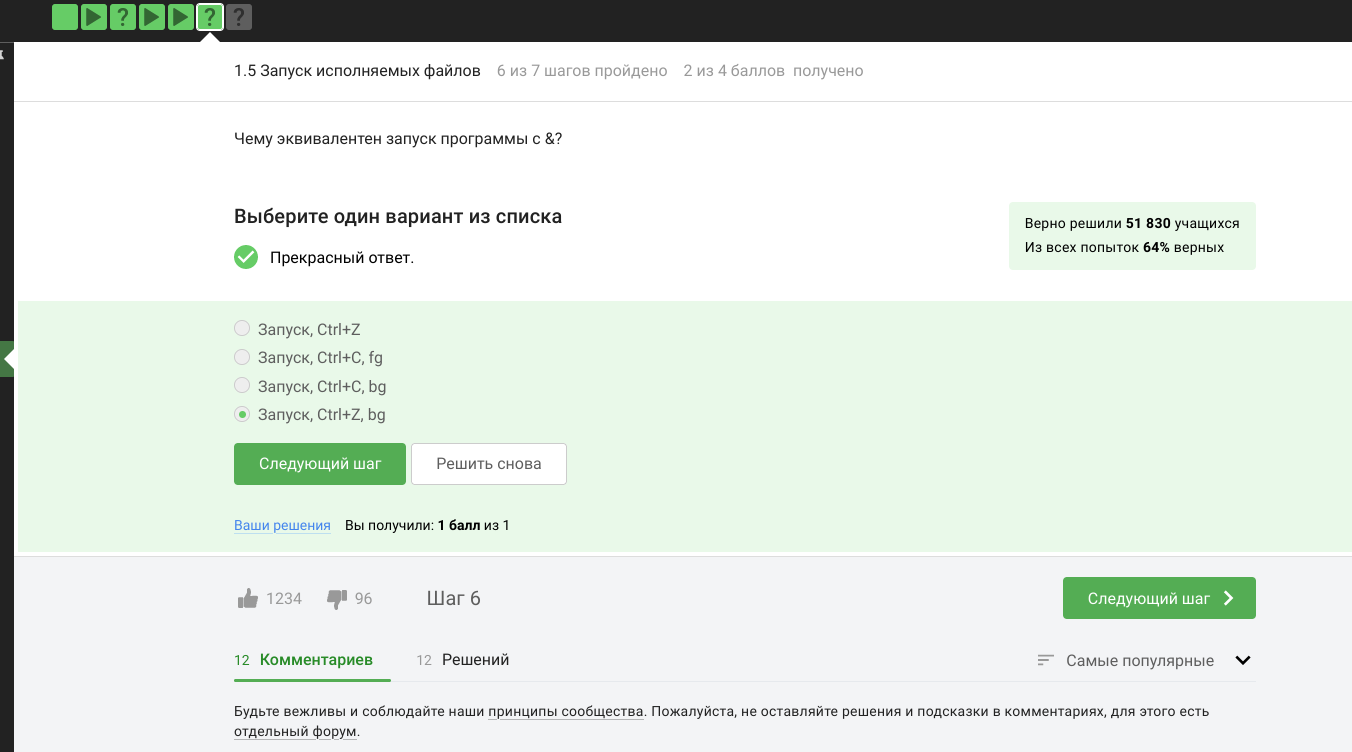 ? ? ?
1.5 Запуск исполняемых файлов 6 из 7 шагов пройдено 2 из 4 баллов получено
Чему эквивалентен запуск программы с &?
Выберите один вариант из списка
Прекрасный ответ.
Верно решили 51 830 учащихся
Из всех попыток 64% верных
Запуск, Ctrl+Z
Запуск, Ctrl+C, fg
Запуск, Ctrl+C, bg
Запуск, Ctrl+Z, bg
Следующий шаг Решить снова
Ваши решения Вы получили: 1 балл из 1
1234 96 Шаг 6 Следующий шаг
12 Комментариев 12 Решений Самые популярные
Будьте вежливы и соблюдайте наши принципы сообщества. Пожалуйста, не оставляйте решения и подсказки в комментариях, для этого есть
отдельный форум.